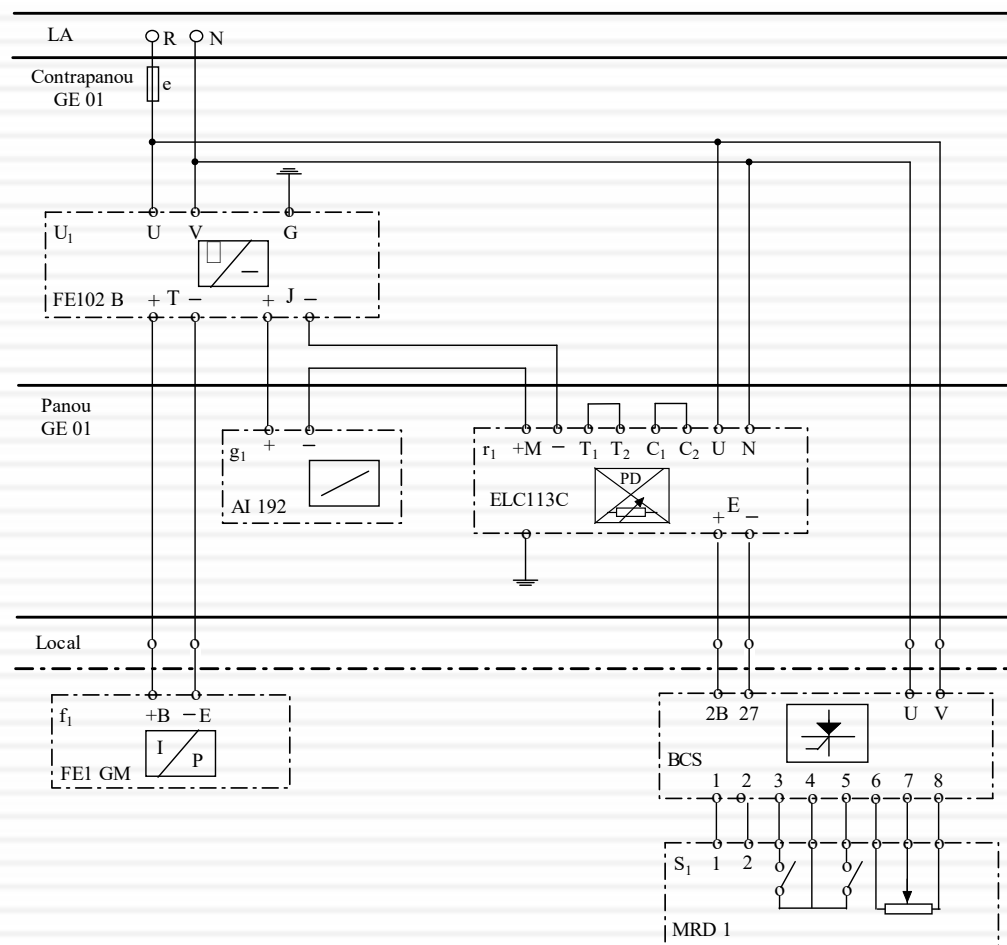 LA R N
Contrapanou
GE 01
e
U₁ U V G
FE102 B + T − + J −
Panou
GE 01
g₁ + −
AI 192
r₁ +M − T₁ T₂ C₁ C₂ U N
PD
ELC113C
+ E −
Local
f₁ +B −E
I
P
FE1 GM
2B 27 U V
BCS
1 2 3 4 5 6 7 8
S₁ 1 2
MRD 1